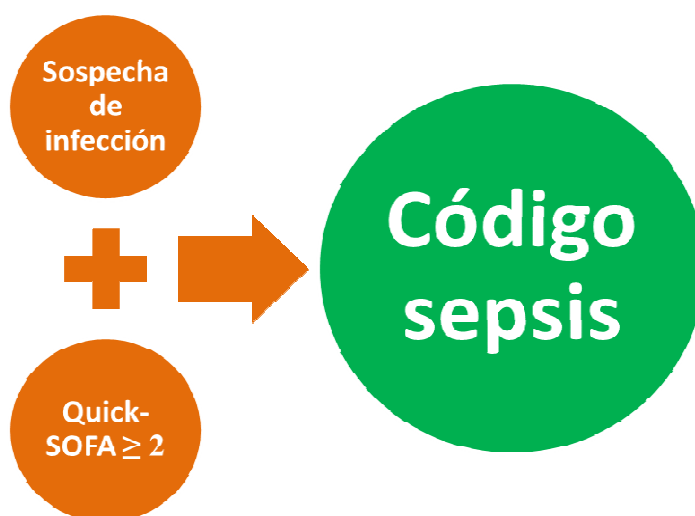 Sospecha
de
infección
Quick-
SOFA ≥ 2
Código
sepsis